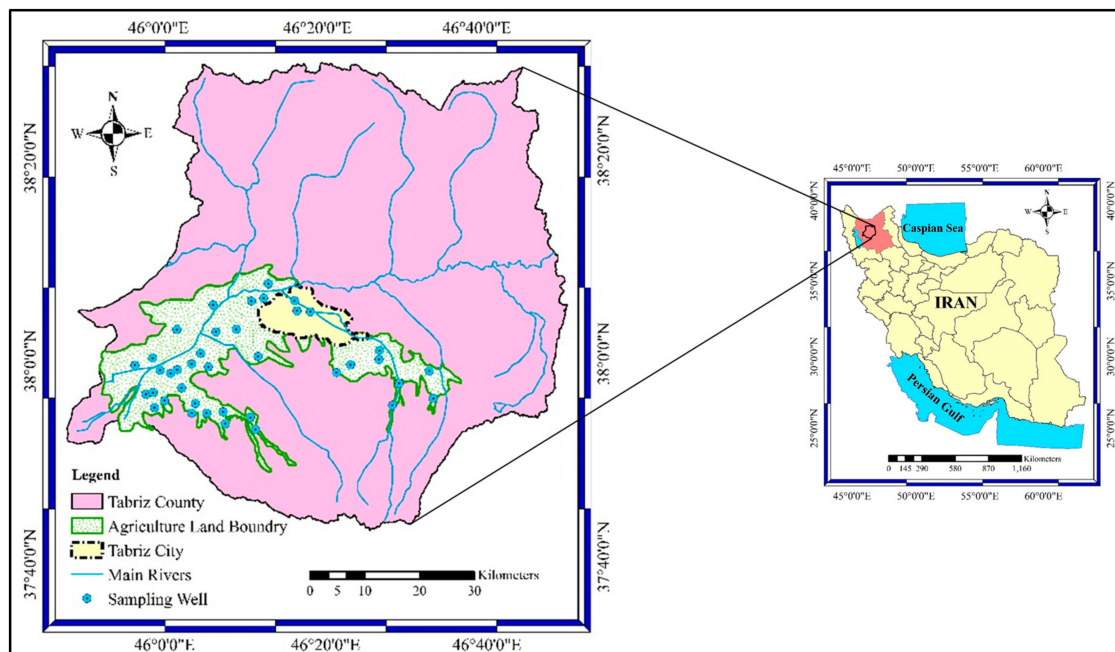 46°0'0"E 46°20'0"E 46°40'0"E
38°20'0"N
38°0'0"N
37°40'0"N
N
W E
S
Legend
Tabriz County
Agriculture Land Boundry
Tabriz City
Main Rivers
Sampling Well
Kilometers
0 5 10 20 30
38°20'0"N
38°0'0"N
37°40'0"N
46°0'0"E 46°20'0"E 46°40'0"E
45°0'0"E 50°0'0"E 55°0'0"E 60°0'0"E
40°0'0"N
35°0'0"N
30°0'0"N
25°0'0"N
N
W E
S
Caspian Sea
IRAN
Persian Gulf
Kilometers
0 145 290 580 870 1,160
40°0'0"N
35°0'0"N
30°0'0"N
25°0'0"N
45°0'0"E 50°0'0"E 55°0'0"E 60°0'0"E